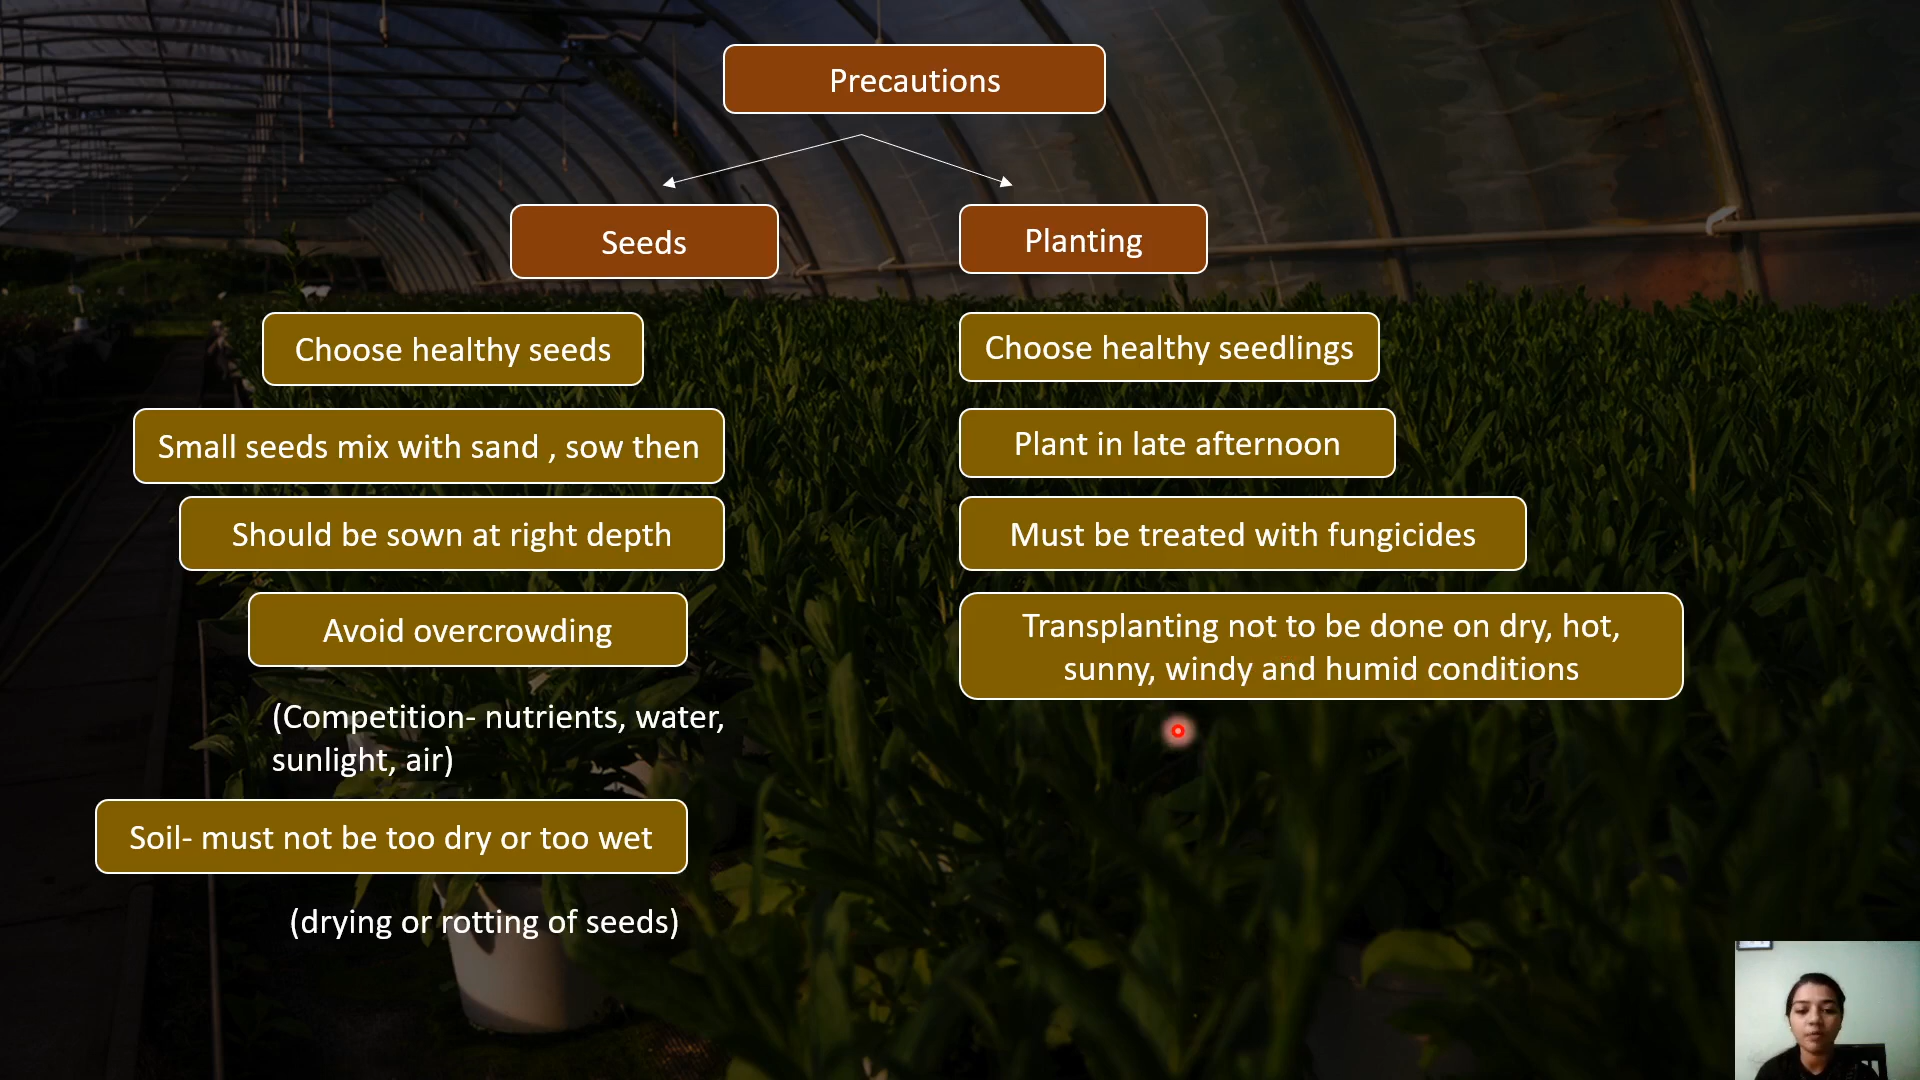 Precautions
Seeds
Choose healthy seeds
Small seeds mix with sand , sow then
Should be sown at right depth
Avoid overcrowding
(Competition- nutrients, water,
sunlight, air)
Soil- must not be too dry or too wet
(drying or rotting of seeds)
Planting
Choose healthy seedlings
Plant in late afternoon
Must be treated with fungicides
Transplanting not to be done on dry, hot,
sunny, windy and humid conditions